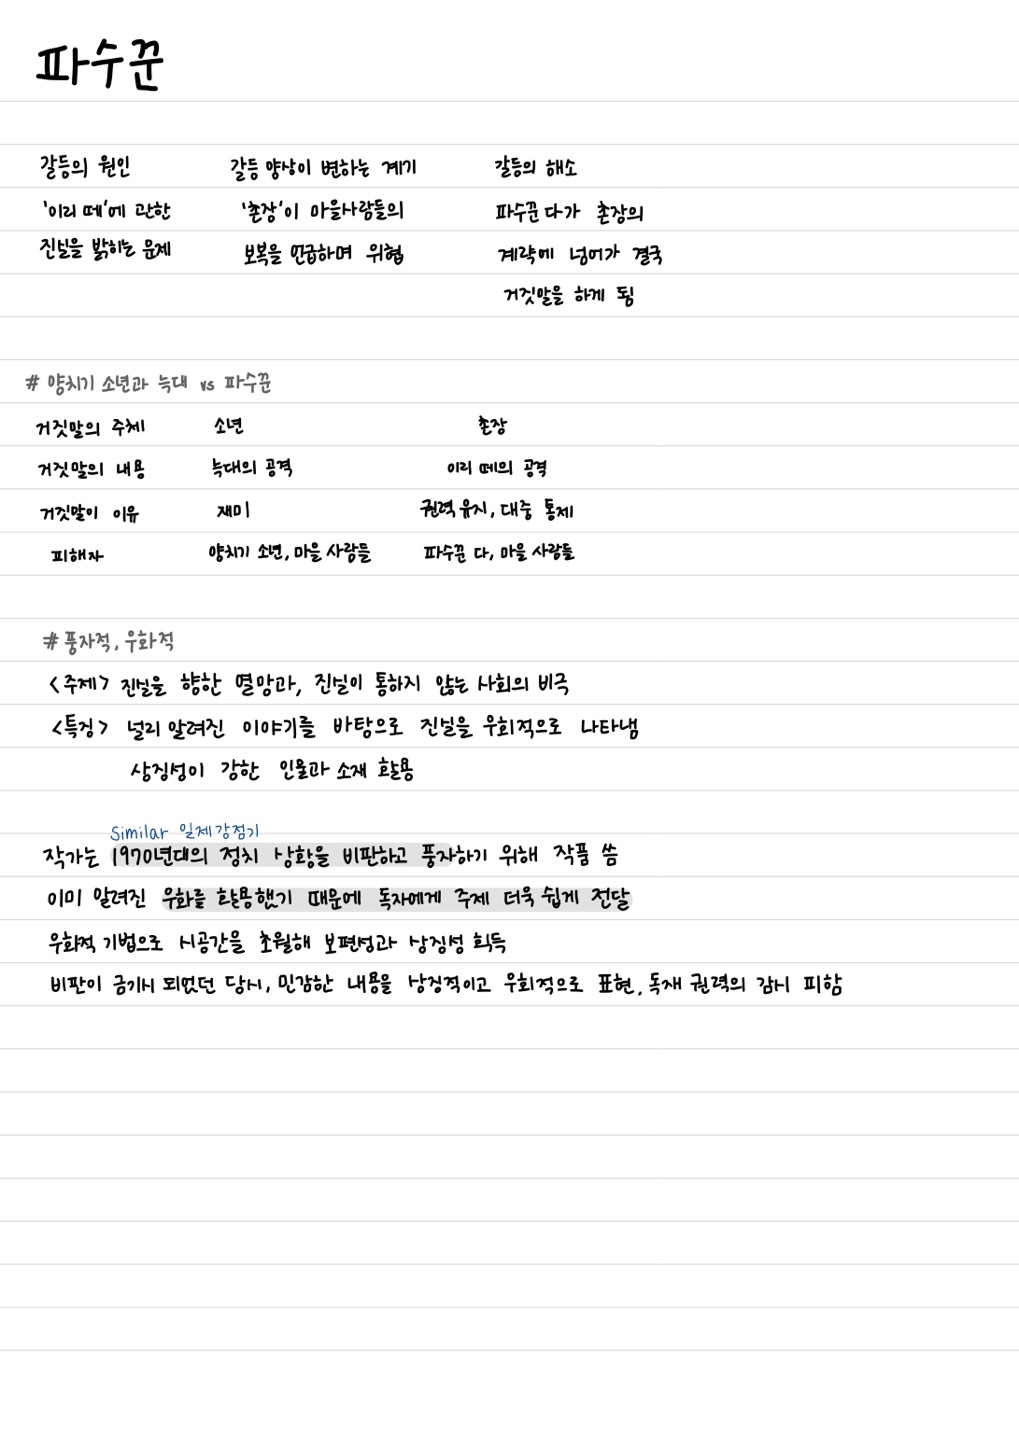 파수꾼
갈등의 원인 갈등 양상이 변하는 계기 갈등의 해소
'이리 떼'에 관한 '촌장'이 마을사람들의 파수꾼 다가 촌장의
진실을 밝히는 문제 보복을 언급하며 위협 계략에 넘어가 결국
거짓말을 하게 됨
# 양치기 소년과 늑대 vs 파수꾼
거짓말의 주체 소년 촌장
거짓말의 내용 늑대의 공격 이리 떼의 공격
거짓말이 이유 재미 권력 유지, 대중 통제
피해자 양치기 소년, 마을 사람들 파수꾼 다, 마을 사람들
# 풍자적, 우화적
<주제> 진실을 향한 열망과, 진실이 통하지 않는 사회의 비극
<특징> 널리 알려진 이야기를 바탕으로 진실을 우회적으로 나타냄
상징성이 강한 인물과 소재 활용
Similar 일제강점기
작가는 1970년대의 정치 상황을 비판하고 풍자하기 위해 작품 씀
이미 알려진 우화를 활용했기 때문에 독자에게 주제 더욱 쉽게 전달
우화적 기법으로 시공간을 초월해 보편성과 상징성 획득
비판이 금기시 되었던 당시, 민감한 내용을 상징적이고 우회적으로 표현, 독재 권력의 감시 피함